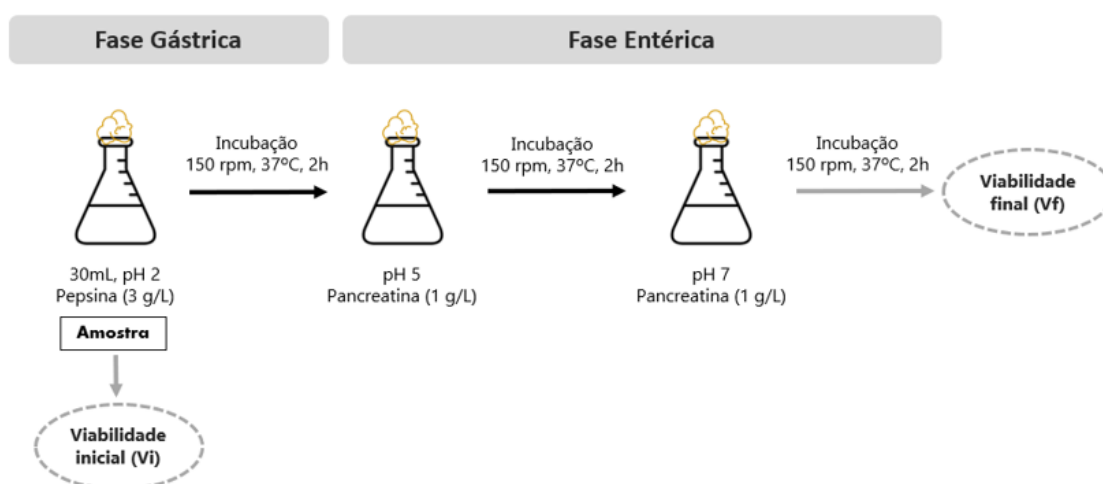 Fase Gástrica
Fase Entérica
Incubação
150 rpm, 37ºC, 2h
Incubação
150 rpm, 37ºC, 2h
Incubação
150 rpm, 37ºC, 2h
Viabilidade
final (Vf)
30mL, pH 2
Pepsina (3 g/L)
pH 5
Pancreatina (1 g/L)
pH 7
Pancreatina (1 g/L)
Amostra
Viabilidade
inicial (Vi)